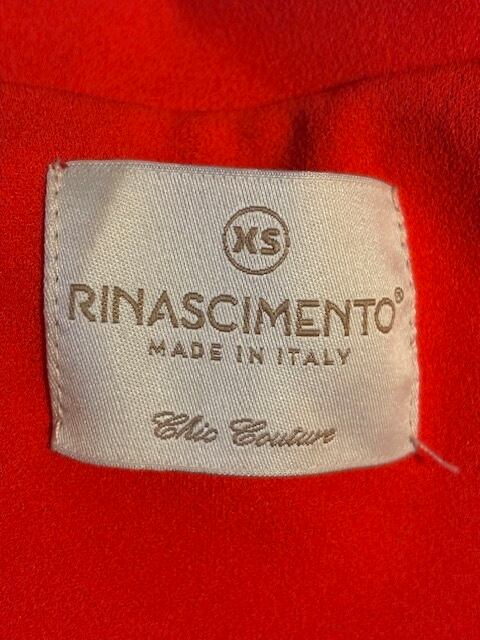 XS
RINASCIMENTO®
MADE IN ITALY
Chic Couture